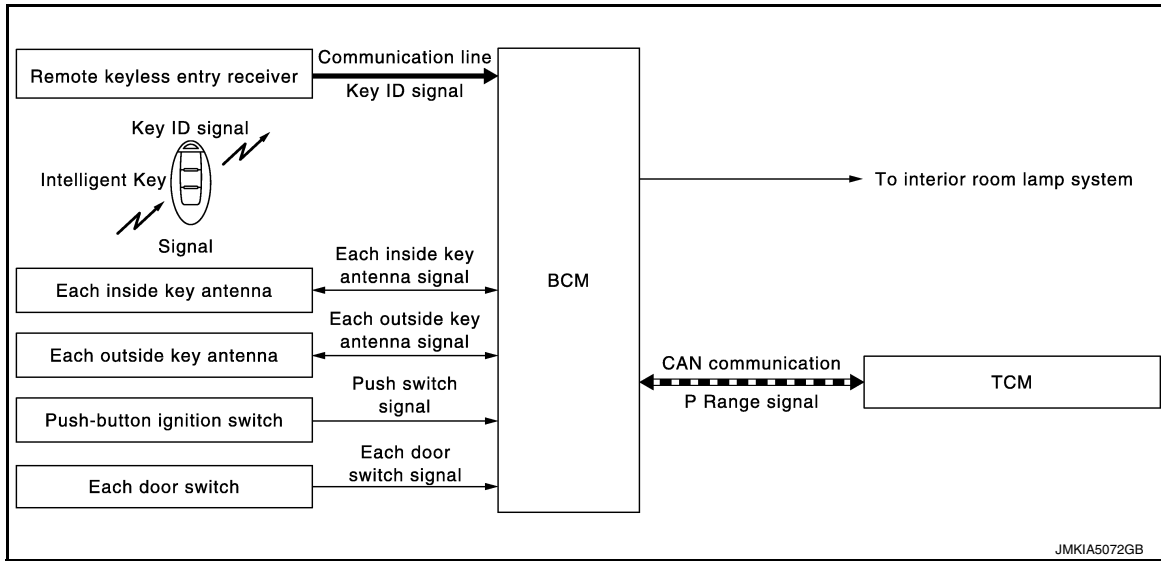 Remote keyless entry receiver
Communication line
Key ID signal
Key ID signal
Intelligent Key
Signal
Each inside key antenna
Each inside key
antenna signal
Each outside key antenna
Each outside key
antenna signal
Push-button ignition switch
Push switch
signal
Each door switch
Each door
switch signal
BCM
To interior room lamp system
CAN communication
P Range signal
TCM
JMKIA5072GB